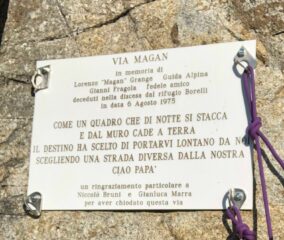 VIA MAGAN
in memoria di
Lorenzo "Magan" Grange Guida Alpina
Gianni Fragola fedele amico
deceduti nella discesa dal rifugio Borelli
in data 6 Agosto 1975
COME UN QUADRO CHE DI NOTTE SI STACCA
E DAL MURO CADE A TERRA
IL DESTINO HA SCELTO DI PORTARVI LONTANO DA NO
SCEGLIENDO UNA STRADA DIVERSA DALLA NOSTRA
CIAO PAPA'
un ringraziamento particolare a
Niccolò Bruni e Gianluca Marra
per aver chiodato questa via